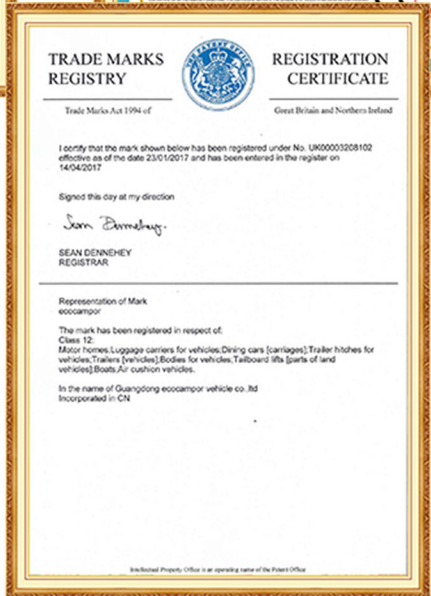 TRADE MARKS
REGISTRY
THE PATENT OFFICE
REGISTRATION
CERTIFICATE
Trade Marks Act 1994 of
Great Britain and Northern Ireland
I certify that the mark shown below has been registered under No. UK00003208102
effective as of the date 23/01/2017 and has been entered in the register on
14/04/2017
Signed this day at my direction
Sean Dennehey
SEAN DENNEHEY
REGISTRAR
Representation of Mark
ecocampor
The mark has been registered in respect of:
Class 12:
Motor homes;Luggage carriers for vehicles;Dining cars [carriages];Trailer hitches for
vehicles;Trailers [vehicles];Bodies for vehicles;Tailboard lifts [parts of land
vehicles];Boats;Air cushion vehicles.
In the name of Guangdong ecocampor vehicle co.,ltd
Incorporated in CN
Intellectual Property Office is an operating name of the Patent Office